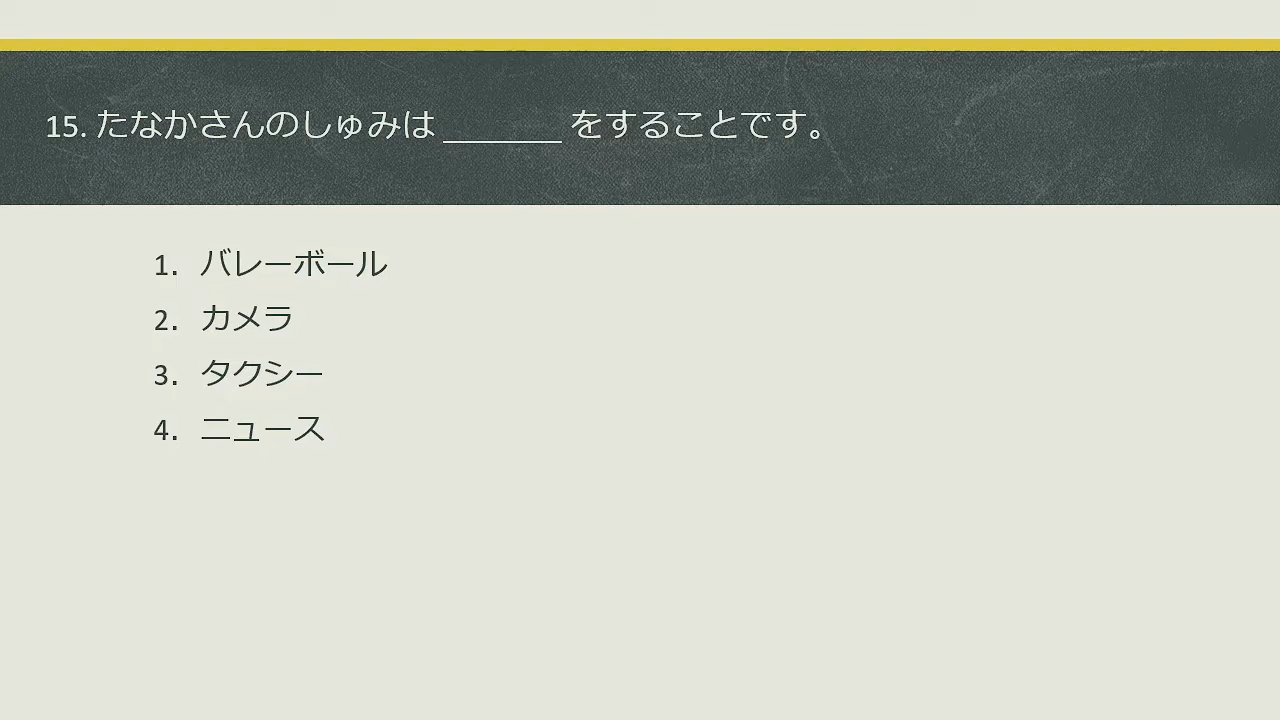 15. たなかさんのしゅみは ________ をすることです。
1. バレーボール
2. カメラ
3. タクシー
4. ニュース